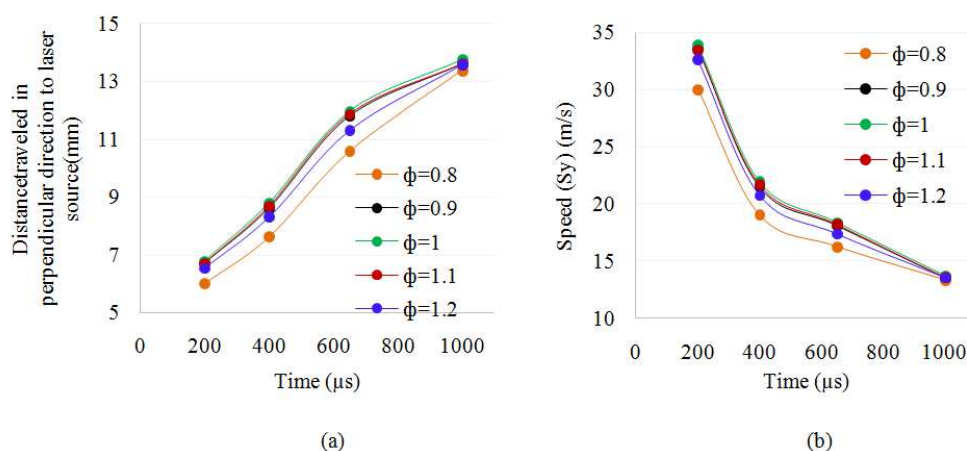 Distancetraveled in
perpendicular direction to laser
source(mm)
15
13
11
9
7
5
0
200
400
600
800
1000
Time (µs)
ф=0.8
ф=0.9
ф=1
ф=1.1
ф=1.2
(a)
Speed (Sy) (m/s)
35
30
25
20
15
10
0
200
400
600
800
1000
Time (µs)
ф=0.8
ф=0.9
ф=1
ф=1.1
ф=1.2
(b)